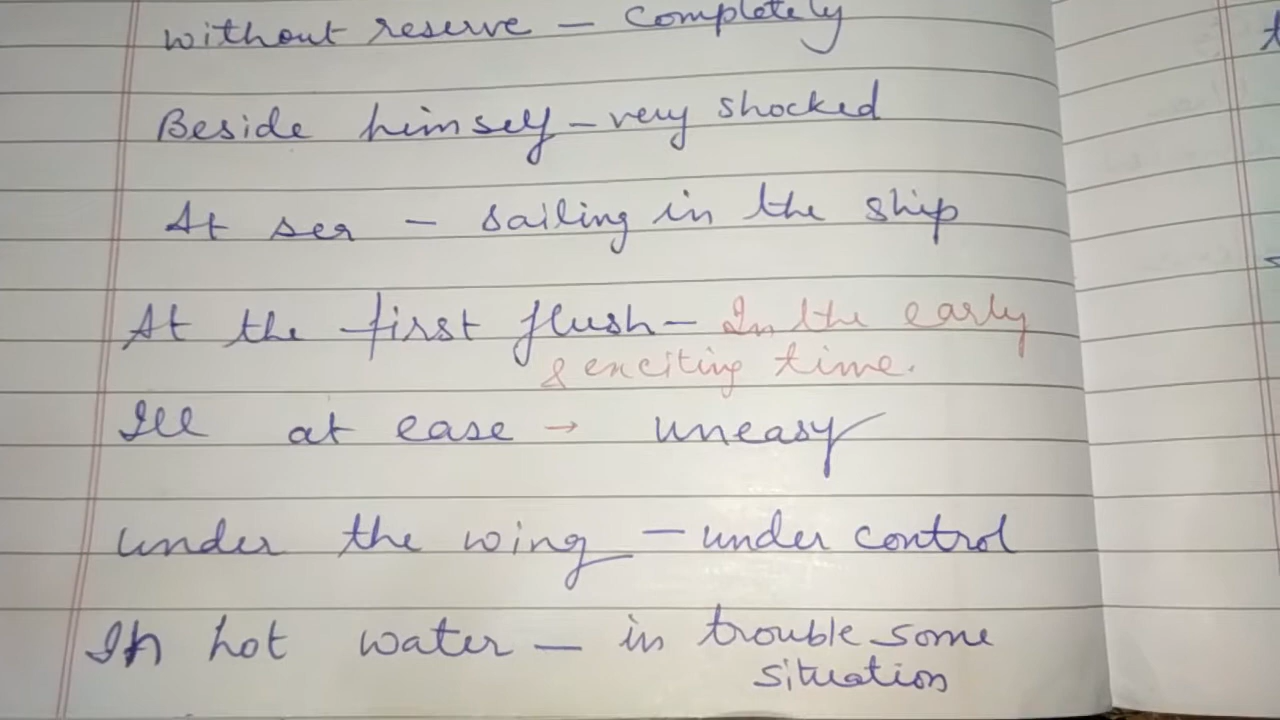 without reserve - completely
Beside himself - very shocked
At sea - sailing in the ship
At the first flush - In the early
& exciting time.
Ill at ease → uneasy
under the wing - under control
In hot water - in trouble some
situation